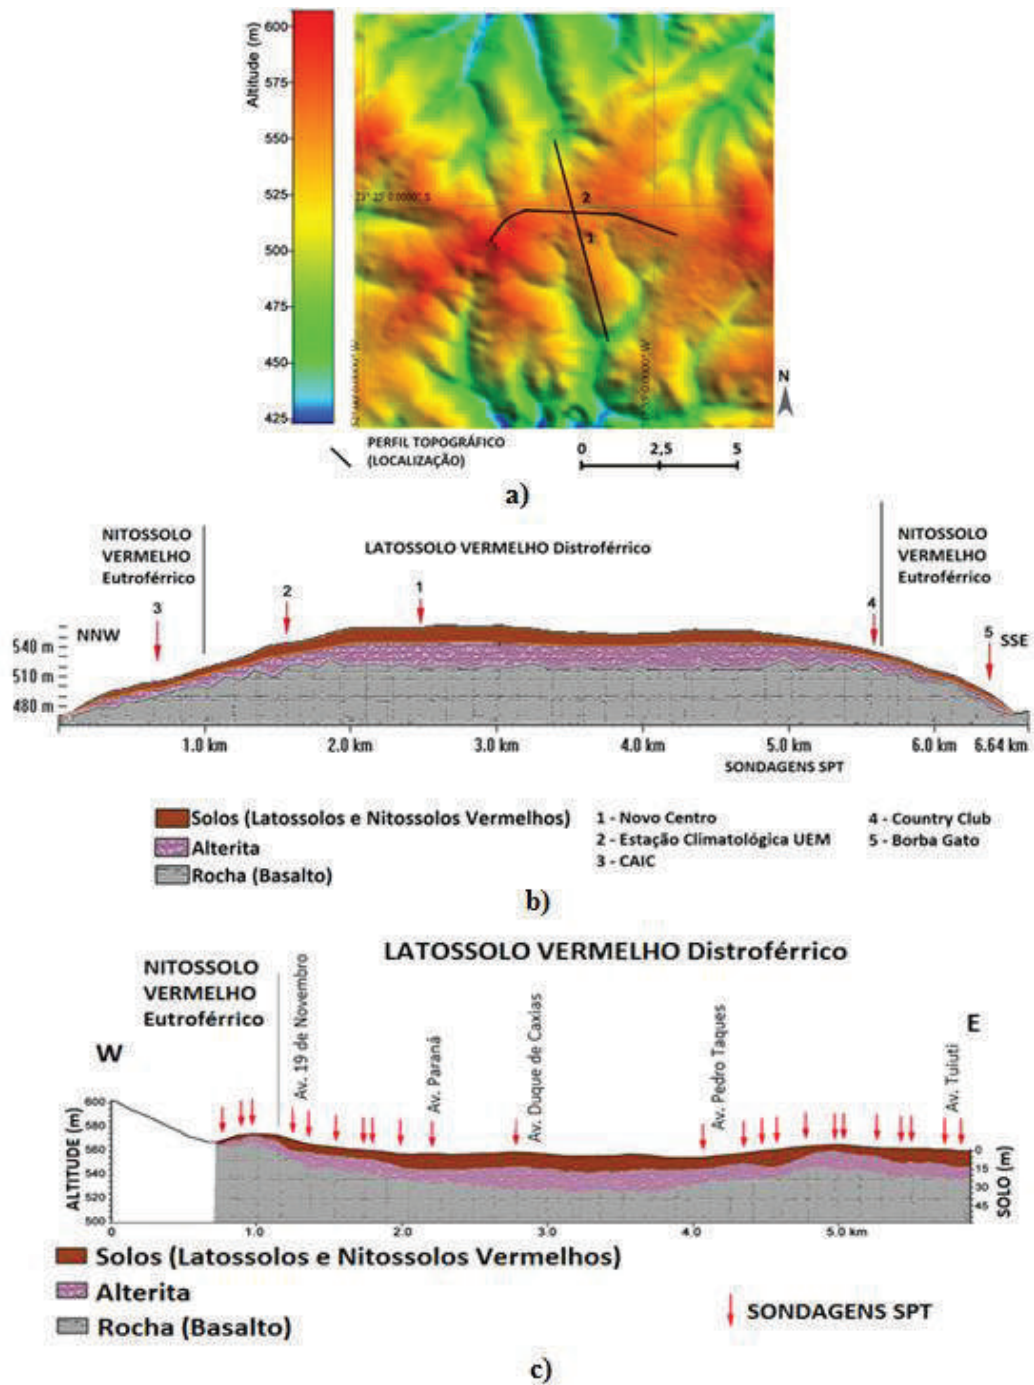 Altitude (m)
600
575
550
525
500
475
450
425
2
1
N
PERFIL TOPOGRÁFICO
(LOCALIZAÇÃO)
0 2,5 5
a)
NITOSSOLO
VERMELHO
Eutroférrico
LATOSSOLO VERMELHO Distroférrico
NITOSSOLO
VERMELHO
Eutroférrico
3
2
1
4
5
NNW
SSE
540 m
510 m
480 m
1.0 km 2.0 km 3.0 km 4.0 km 5.0 km 6.0 km 6.64 km
SONDAGENS SPT
Solos (Latossolos e Nitossolos Vermelhos)
Alterita
Rocha (Basalto)
1 - Novo Centro
2 - Estação Climatológica UEM
3 - CAIC
4 - Country Club
5 - Borba Gato
b)
LATOSSOLO VERMELHO Distroférrico
NITOSSOLO
VERMELHO
Eutroférrico
W
E
Av. 19 de Novembro
Av. Paraná
Av. Duque de Caxias
Av. Pedro Taques
Av. Tuiuti
ALTITUDE (m)
600
580
560
540
520
500
SOLO (m)
0
15
30
45
0 1.0 2.0 3.0 4.0 5.0 km
Solos (Latossolos e Nitossolos Vermelhos)
Alterita
Rocha (Basalto)
SONDAGENS SPT
c)